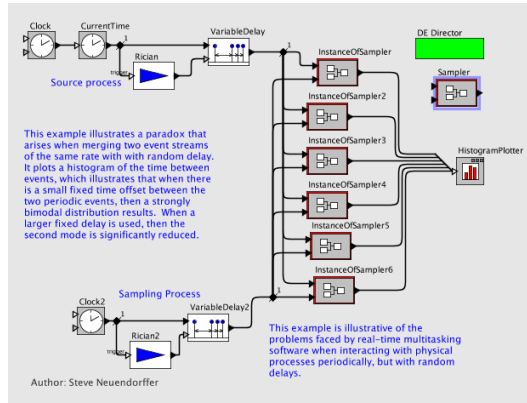 Clock
CurrentTime
VariableDelay
1
DE Director
InstanceOfSampler
trigger
Rician
Source process
Sampler
InstanceOfSampler2
This example illustrates a paradox that
arises when merging two event streams
of the same rate with with random delay.
It plots a histogram of the time between
events, which illustrates that when there
is a small fixed time offset between the
two periodic events, then a strongly
bimodal distribution results. When a
larger fixed delay is used, then the
second mode is significantly reduced.
InstanceOfSampler3
HistogramPlotter
InstanceOfSampler4
InstanceOfSampler5
InstanceOfSampler6
Sampling Process
1
Clock2
VariableDelay2
trigger
Rician2
This example is illustrative of the
problems faced by real-time multitasking
software when interacting with physical
processes periodically, but with random
delays.
Author: Steve Neuendorffer